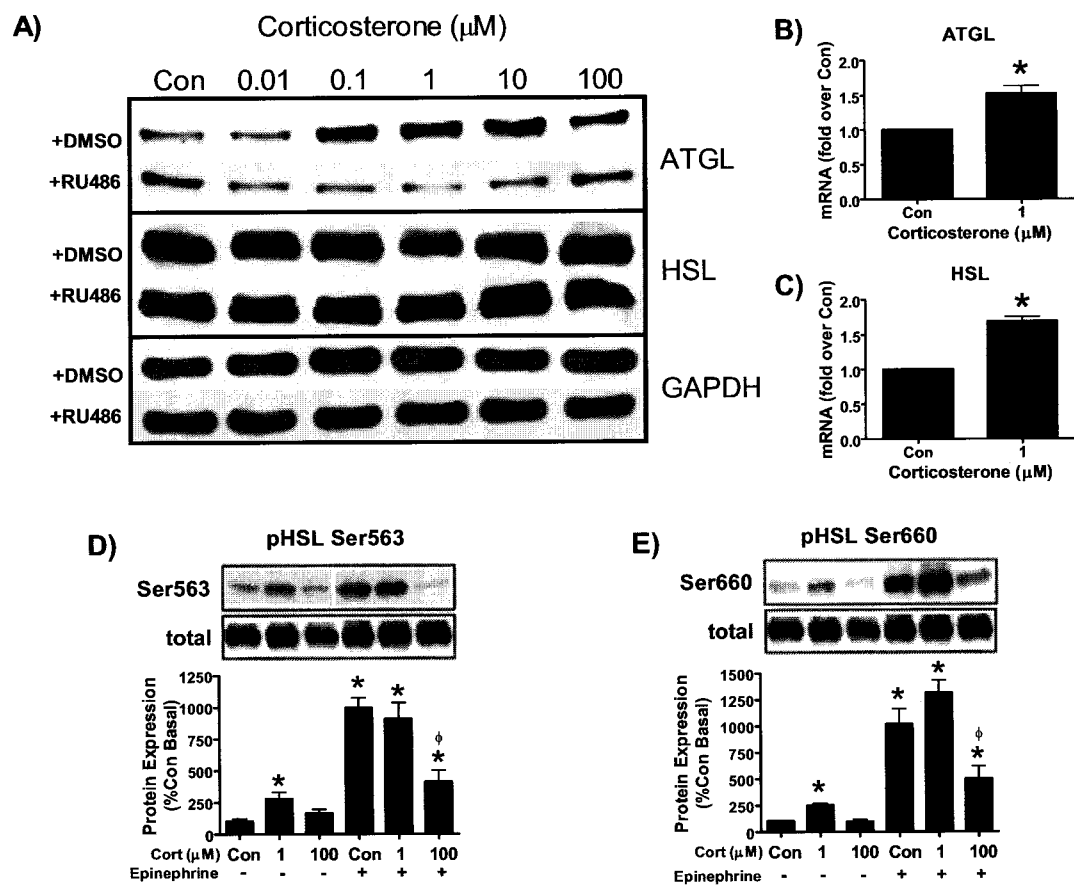 A)
Corticosterone (µM)
Con 0.01 0.1 1 10 100
+DMSO
+RU486
ATGL
+DMSO
+RU486
HSL
+DMSO
+RU486
GAPDH
B)
ATGL
*
mRNA (fold over Con)
2.0
1.5
1.0
0.5
0.0
Con 1
Corticosterone (µM)
C)
HSL
*
mRNA (fold over Con)
2.0
1.5
1.0
0.5
0.0
Con 1
Corticosterone (µM)
D)
pHSL Ser563
Ser563
total
Protein Expression
(%Con Basal)
1250
1000
750
500
250
0
* * * ϕ *
Cort (µM) Con 1 100 Con 1 100
Epinephrine - - - + + +
E)
pHSL Ser660
Ser660
total
Protein Expression
(%Con Basal)
1500
1250
1000
750
500
250
0
* * * ϕ *
Cort (µM) Con 1 100 Con 1 100
Epinephrine - - - + + +